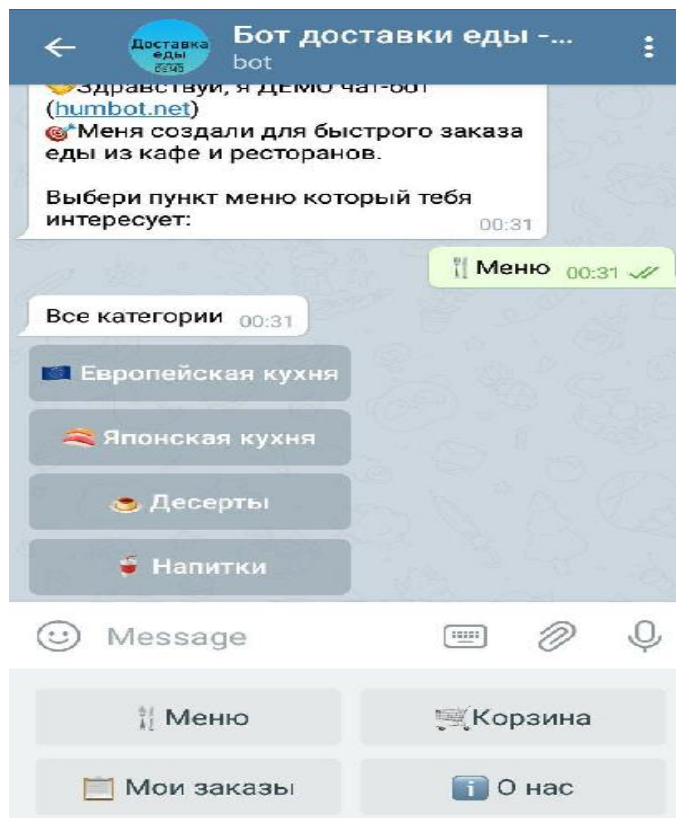 Доставка
еды
демо
Бот доставки еды -...
bot
Здравствуй, я ДЕМО чат-бот
(humbot.net)
Меня создали для быстрого заказа
еды из кафе и ресторанов.
Выбери пункт меню который тебя
интересует:
00:31
Меню 00:31
Все категории 00:31
Европейская кухня
Японская кухня
Десерты
Напитки
Message
Меню
Корзина
Мои заказы
О нас